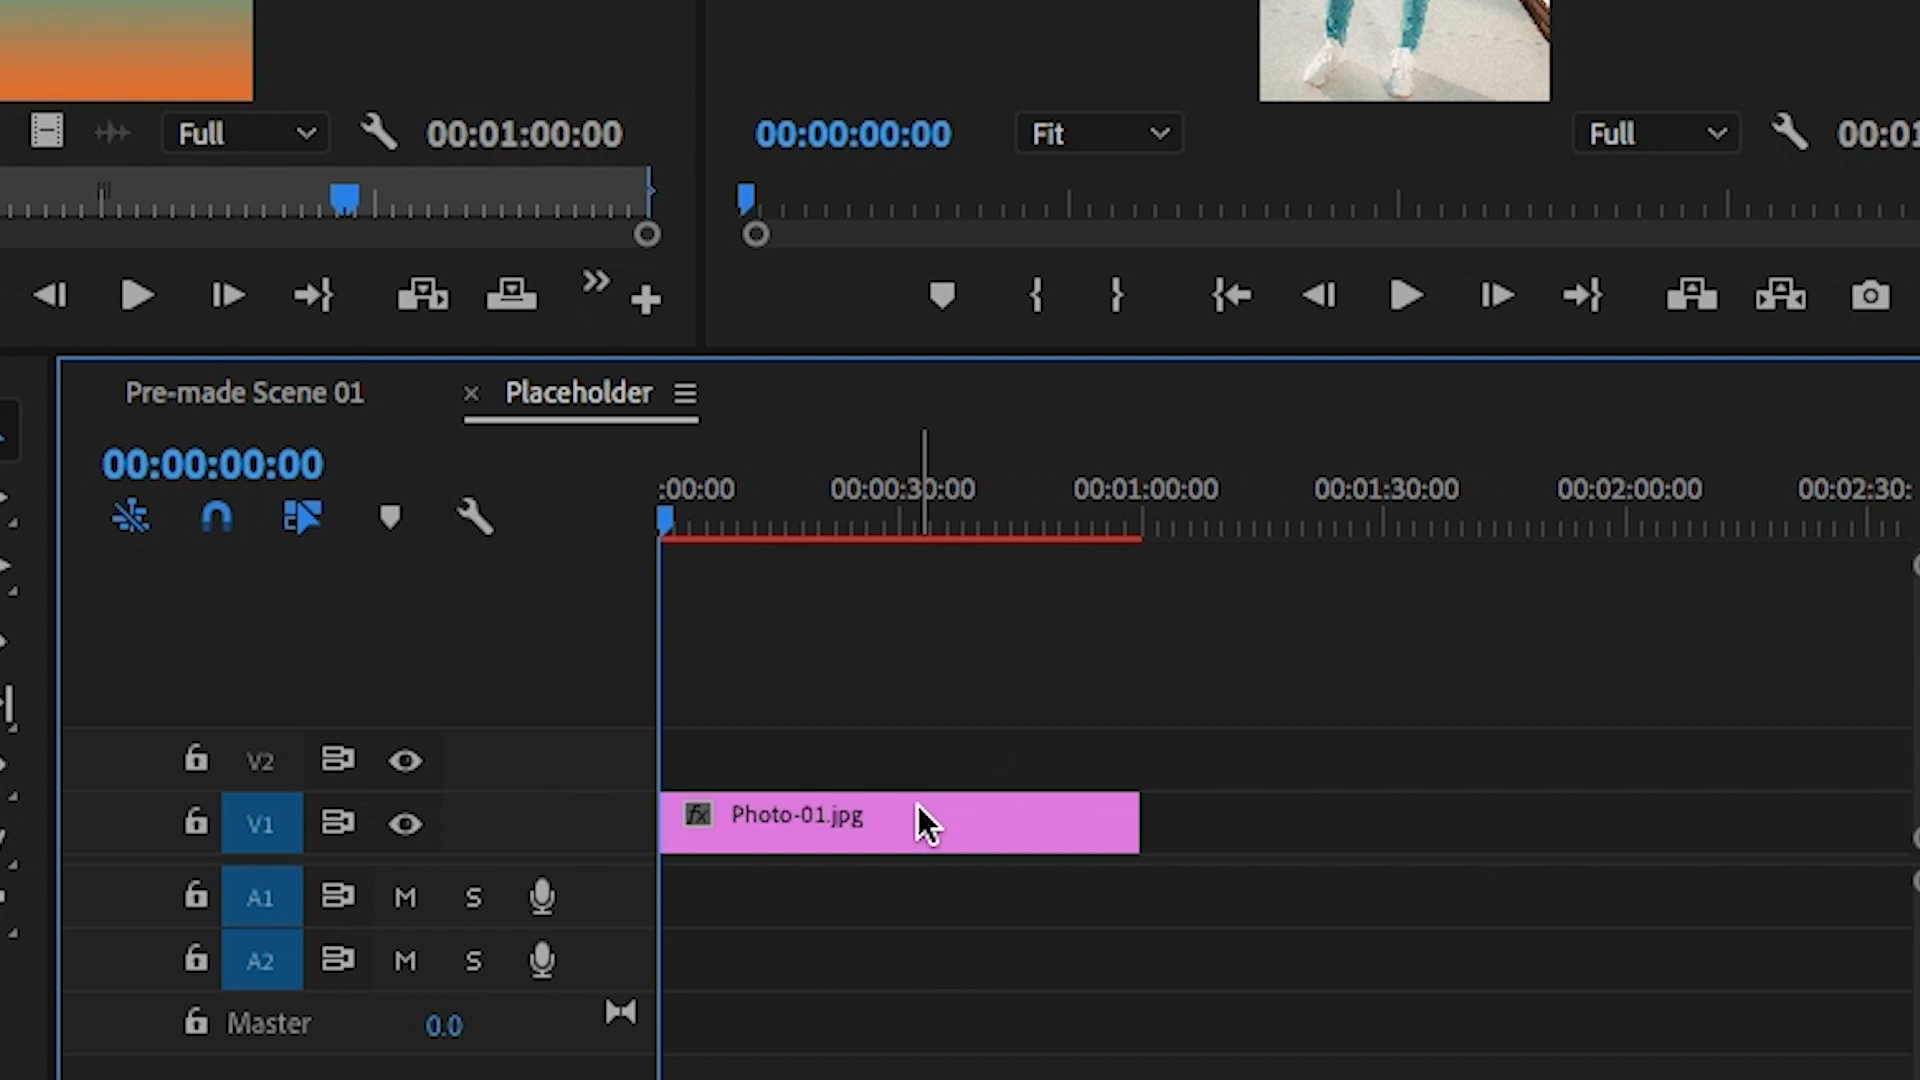 Full 00:01:00:00 00:00:00:00 Fit Full 00:01
Pre-made Scene 01 × Placeholder
00:00:00:00
:00:00 00:00:30:00 00:01:00:00 00:01:30:00 00:02:00:00 00:02:30:
V2
V1 fx Photo-01.jpg
A1 M S
A2 M S
Master 0.0